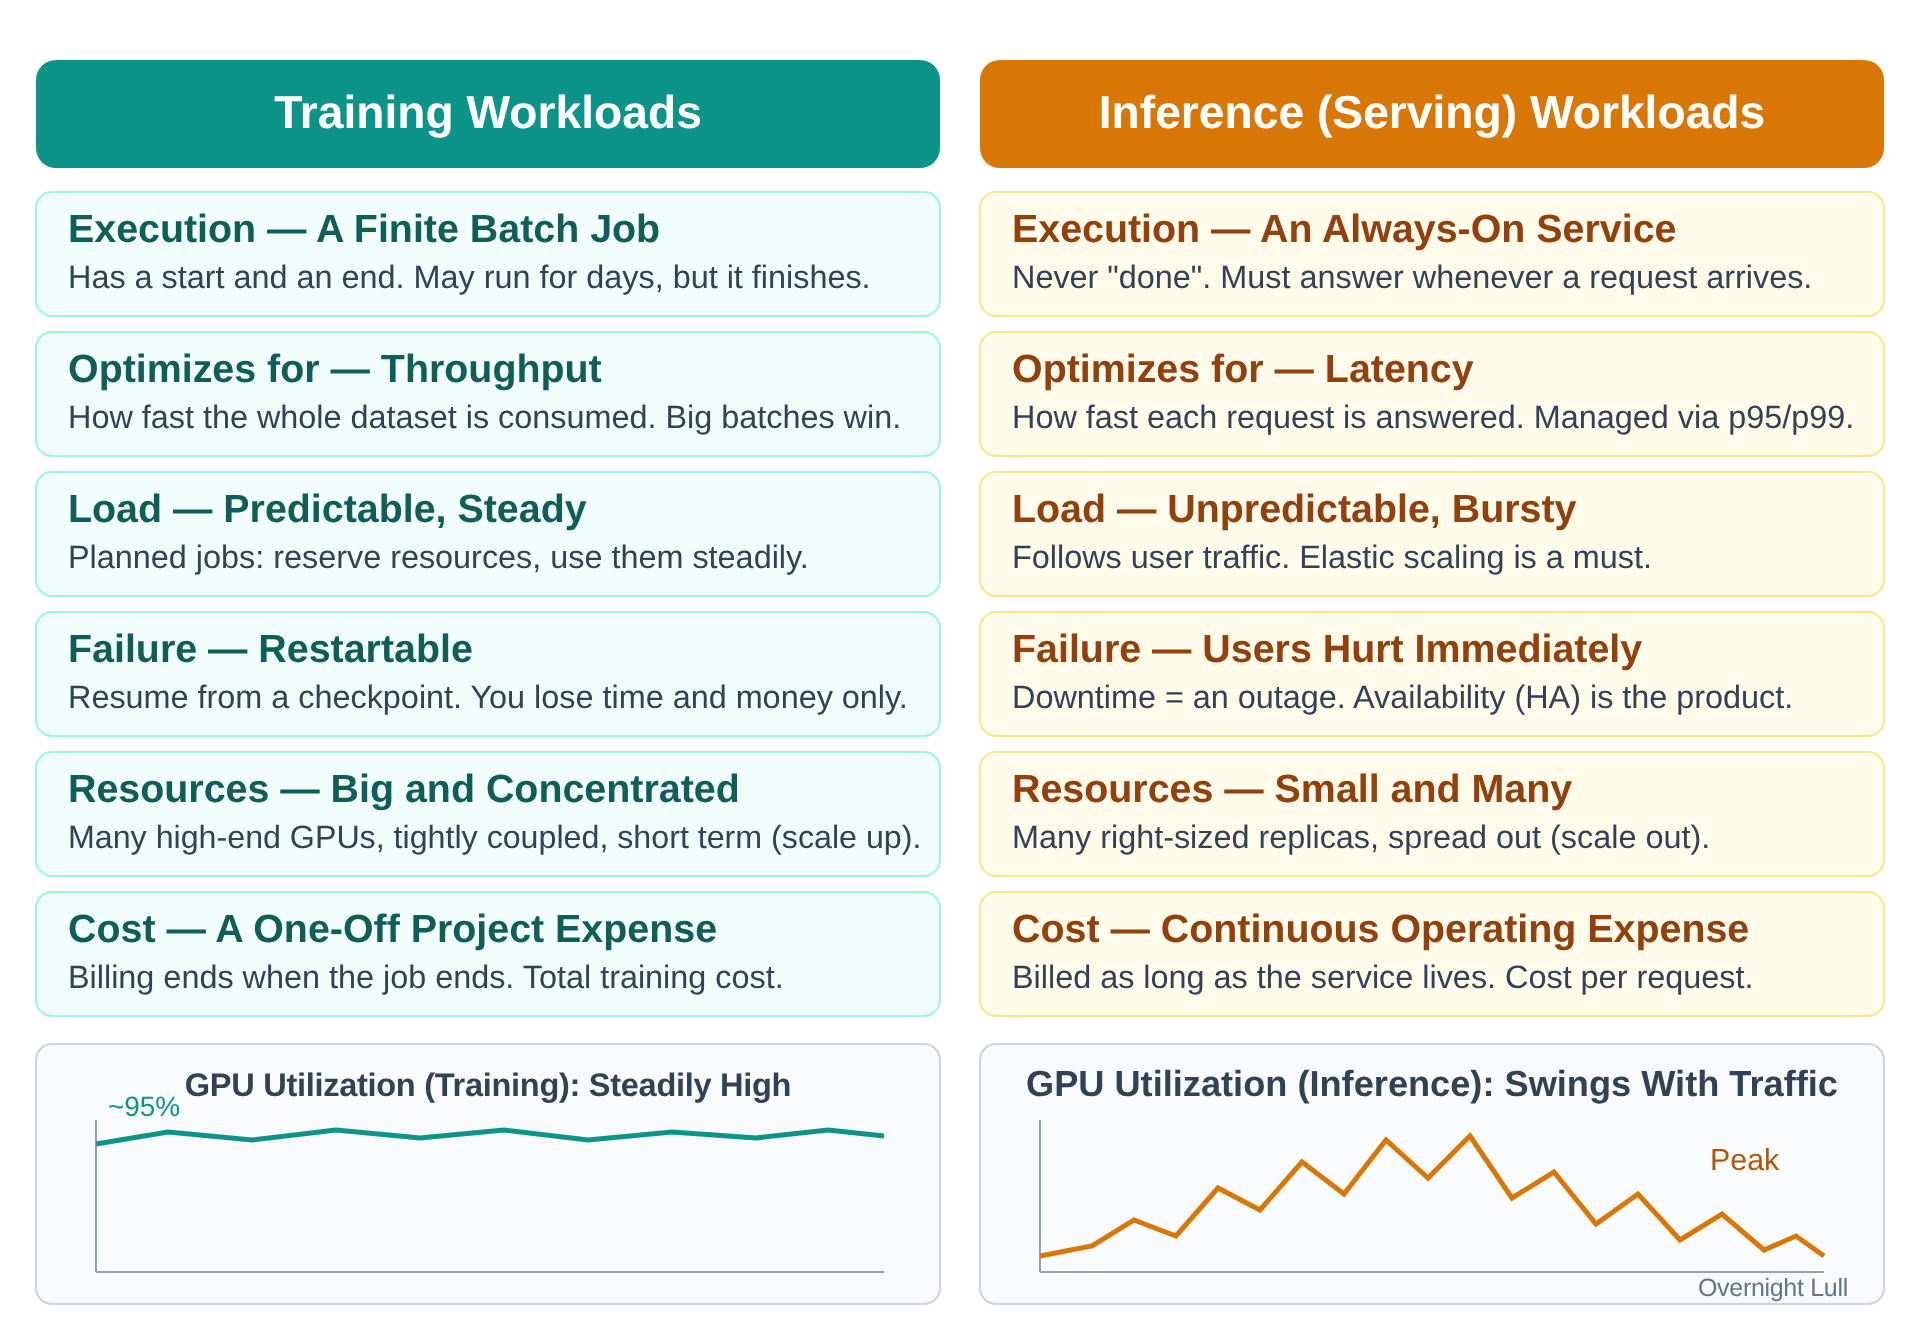 Training Workloads
Execution — A Finite Batch Job
Has a start and an end. May run for days, but it finishes.
Optimizes for — Throughput
How fast the whole dataset is consumed. Big batches win.
Load — Predictable, Steady
Planned jobs: reserve resources, use them steadily.
Failure — Restartable
Resume from a checkpoint. You lose time and money only.
Resources — Big and Concentrated
Many high-end GPUs, tightly coupled, short term (scale up).
Cost — A One-Off Project Expense
Billing ends when the job ends. Total training cost.
GPU Utilization (Training): Steadily High
~95%
Inference (Serving) Workloads
Execution — An Always-On Service
Never "done". Must answer whenever a request arrives.
Optimizes for — Latency
How fast each request is answered. Managed via p95/p99.
Load — Unpredictable, Bursty
Follows user traffic. Elastic scaling is a must.
Failure — Users Hurt Immediately
Downtime = an outage. Availability (HA) is the product.
Resources — Small and Many
Many right-sized replicas, spread out (scale out).
Cost — Continuous Operating Expense
Billed as long as the service lives. Cost per request.
GPU Utilization (Inference): Swings With Traffic
Peak
Overnight Lull